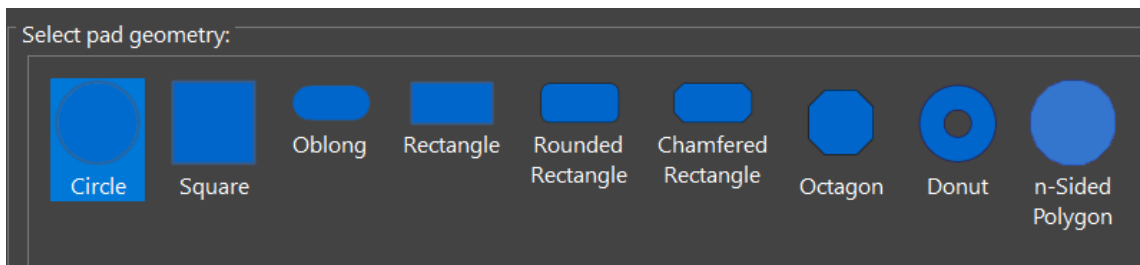 Select pad geometry:
Circle
Square
Oblong
Rectangle
Rounded
Rectangle
Chamfered
Rectangle
Octagon
Donut
n-Sided
Polygon